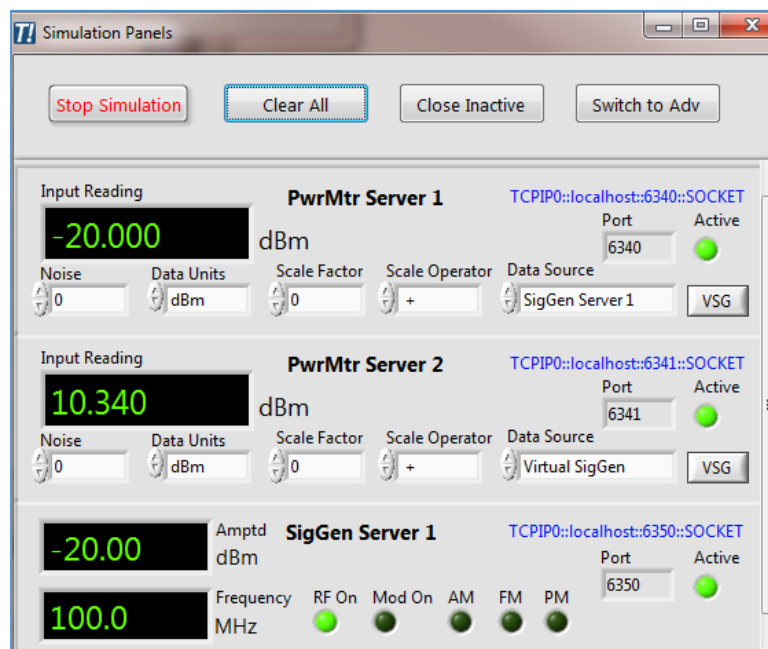 T! Simulation Panels
Stop Simulation Clear All Close Inactive Switch to Adv
Input Reading PwrMtr Server 1 TCPIP0::localhost::6340::SOCKET
-20.000 dBm Port 6340 Active
Noise Data Units Scale Factor Scale Operator Data Source
0 dBm 0 + SigGen Server 1 VSG
Input Reading PwrMtr Server 2 TCPIP0::localhost::6341::SOCKET
10.340 dBm Port 6341 Active
Noise Data Units Scale Factor Scale Operator Data Source
0 dBm 0 + Virtual SigGen VSG
-20.00 Amptd dBm SigGen Server 1 TCPIP0::localhost::6350::SOCKET
Port 6350 Active
100.0 Frequency MHz RF On Mod On AM FM PM